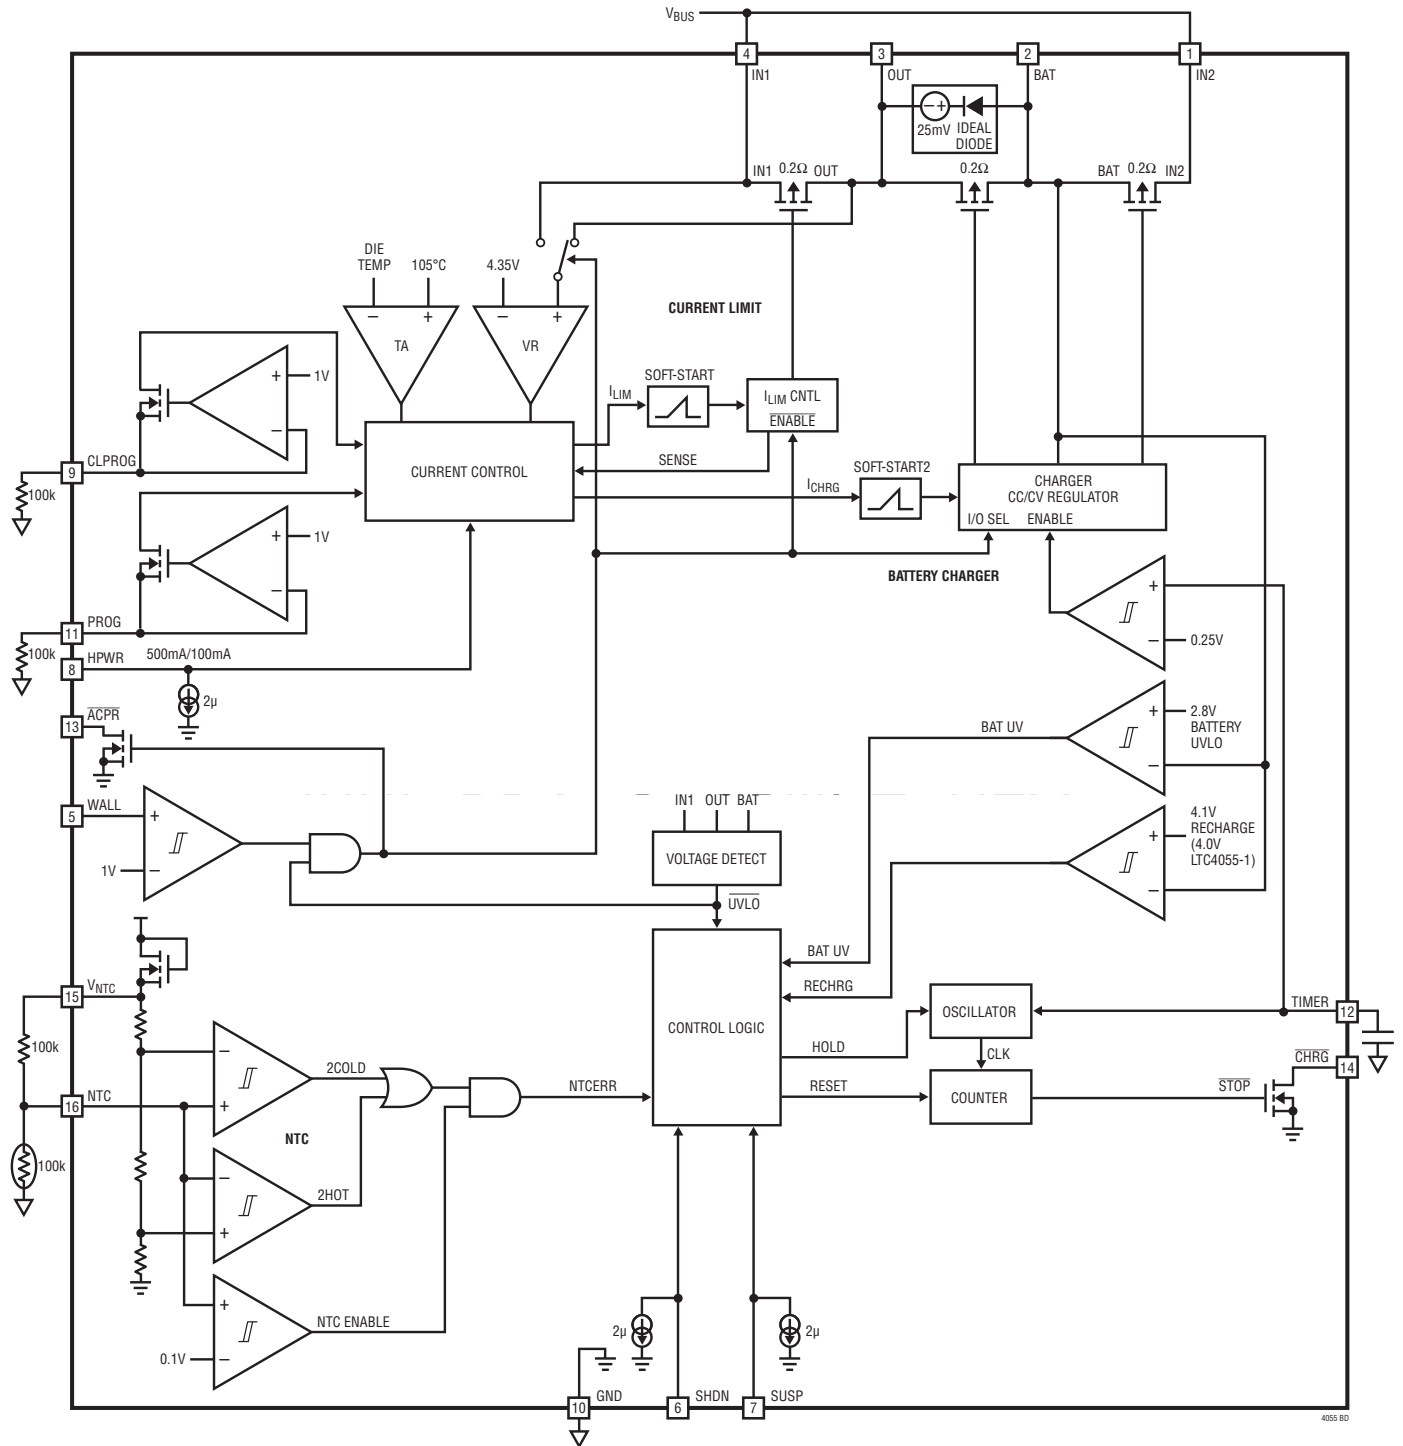 VBUS
4
3
2
1
IN1
OUT
BAT
IN2
− +
25mV
IDEAL
DIODE
IN1 0.2Ω OUT
0.2Ω
BAT 0.2Ω IN2
DIE
TEMP
105°C
4.35V
− +
− +
TA
VR
CURRENT LIMIT
+
1V
−
SOFT-START
ILIM
ILIM CNTL
ENABLE
CURRENT CONTROL
SENSE
9
CLPROG
100k
SOFT-START2
ICHRG
CHARGER
CC/CV REGULATOR
I/O SEL ENABLE
+
1V
−
BATTERY CHARGER
+
−
0.25V
11
PROG
100k
8
HPWR
500mA/100mA
2µ
13
ACPR
BAT UV
+
2.8V
BATTERY
UVLO
−
5
WALL
+
1V
−
IN1 OUT BAT
VOLTAGE DETECT
UVLO
+
4.1V
RECHARGE
(4.0V
LTC4055-1)
−
BAT UV
RECHRG
CONTROL LOGIC
HOLD
RESET
OSCILLATOR
CLK
COUNTER
TIMER
12
CHRG
14
STOP
15
VNTC
100k
16
NTC
100k
−
+
2COLD
NTC
−
+
2HOT
NTCERR
+
−
0.1V
NTC ENABLE
2µ
2µ
10
GND
6
SHDN
7
SUSP
4055 BD